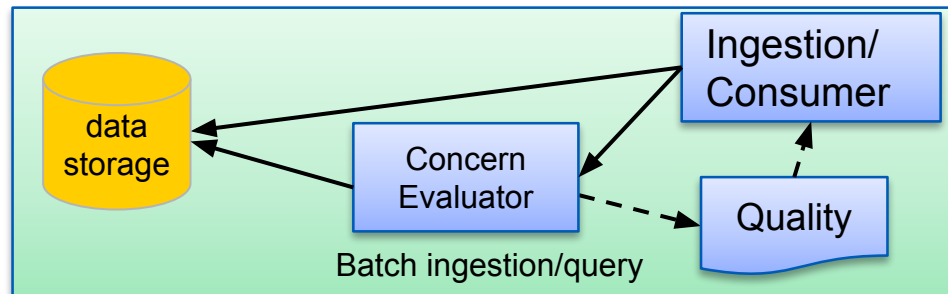 Ingestion/
Consumer
data
storage
Concern
Evaluator
Quality
Batch ingestion/query